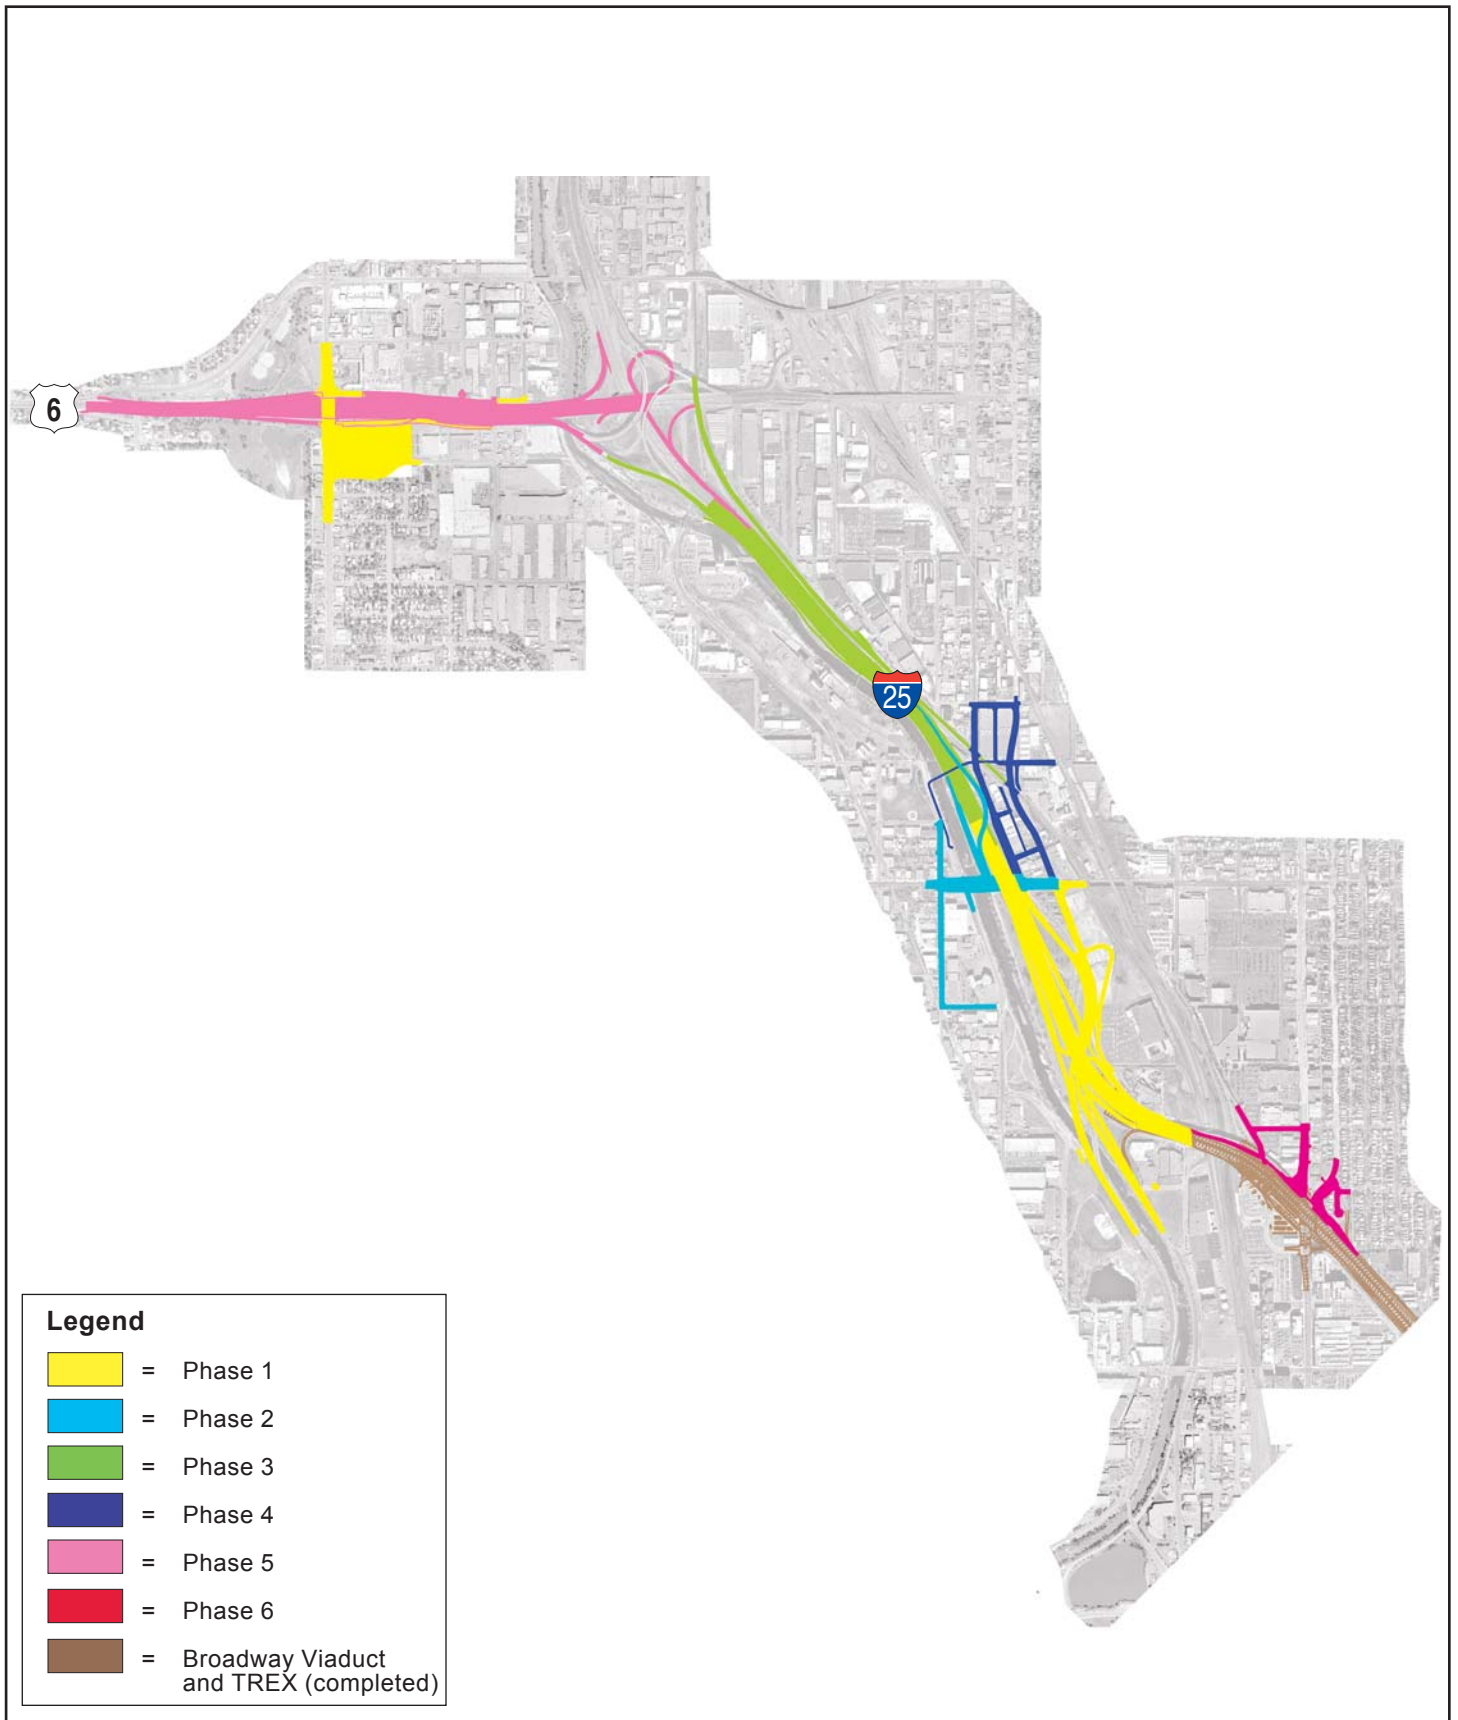 6
25
Legend
= Phase 1
= Phase 2
= Phase 3
= Phase 4
= Phase 5
= Phase 6
= Broadway Viaduct
and TREX (completed)